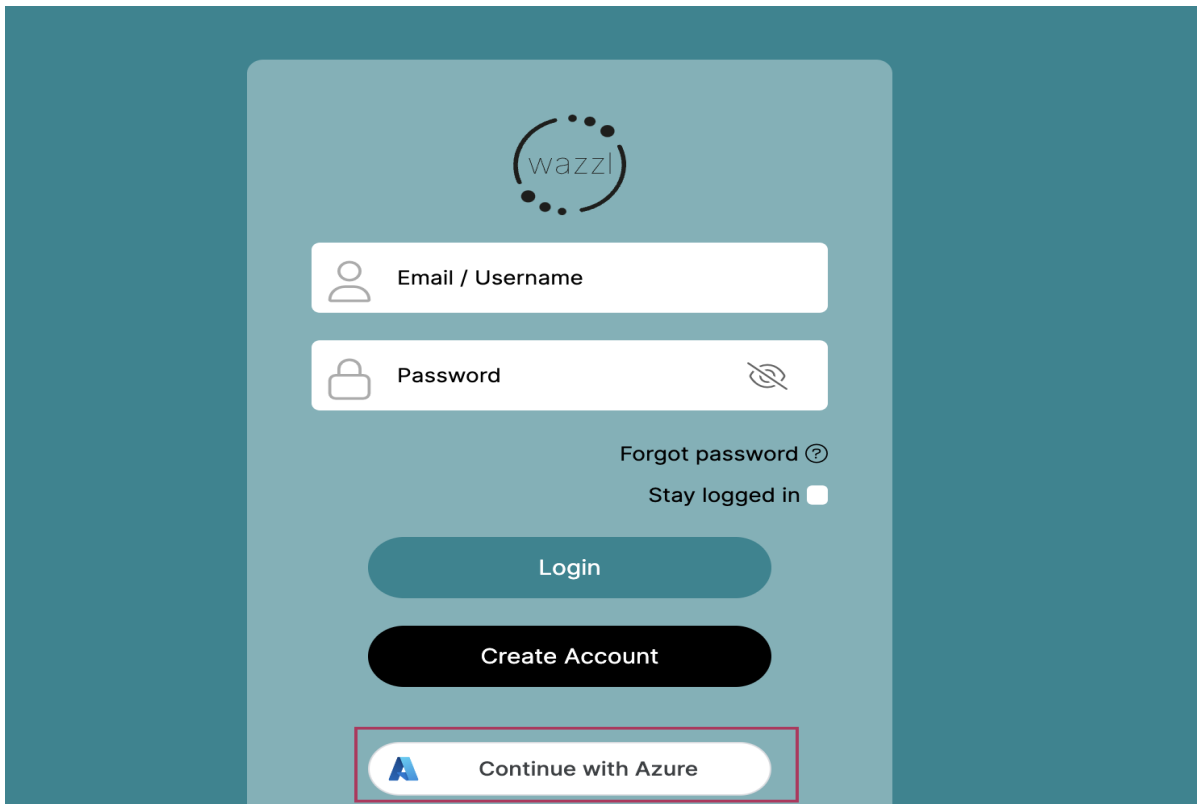 wazzl
Email / Username
Password
Forgot password ?
Stay logged in
Login
Create Account
Continue with Azure